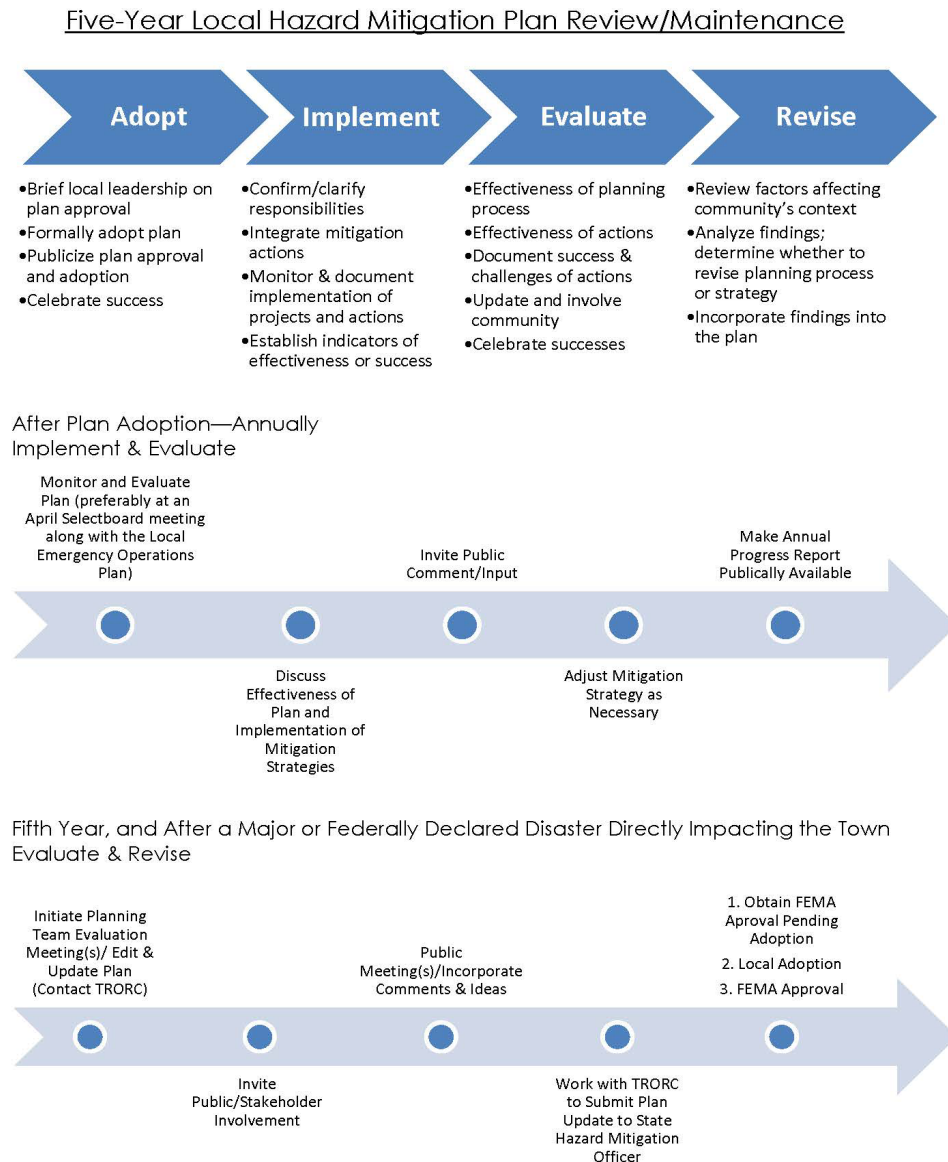 Five-Year Local Hazard Mitigation Plan Review/Maintenance
Adopt
Implement
Evaluate
Revise
•Brief local leadership on
plan approval
•Formally adopt plan
•Publicize plan approval
and adoption
•Celebrate success
•Confirm/clarify
responsibilities
•Integrate mitigation
actions
•Monitor & document
implementation of
projects and actions
•Establish indicators of
effectiveness or success
•Effectiveness of planning
process
•Effectiveness of actions
•Document success &
challenges of actions
•Update and involve
community
•Celebrate successes
•Review factors affecting
community's context
•Analyze findings;
determine whether to
revise planning process
or strategy
•Incorporate findings into
the plan
After Plan Adoption—Annually
Implement & Evaluate
Monitor and Evaluate
Plan (preferably at an
April Selectboard meeting
along with the Local
Emergency Operations
Plan)
Discuss
Effectiveness of
Plan and
Implementation of
Mitigation
Strategies
Invite Public
Comment/Input
Adjust Mitigation
Strategy as
Necessary
Make Annual
Progress Report
Publically Available
Fifth Year, and After a Major or Federally Declared Disaster Directly Impacting the Town
Evaluate & Revise
Initiate Planning
Team Evaluation
Meeting(s)/ Edit &
Update Plan
(Contact TRORC)
Invite
Public/Stakeholder
Involvement
Public
Meeting(s)/Incorporate
Comments & Ideas
Work with TRORC
to Submit Plan
Update to State
Hazard Mitigation
Officer
1. Obtain FEMA
Aproval Pending
Adoption
2. Local Adoption
3. FEMA Approval